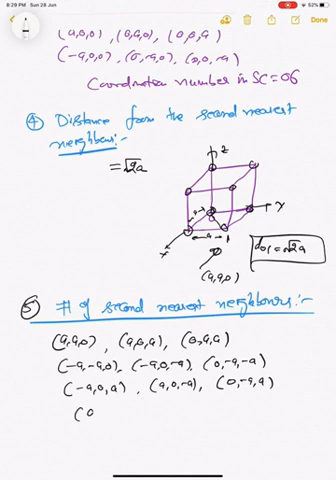 8:29 PM Sun 28 Jun
52%
Done
(a,0,0), (0,a,0), (0,0,a)
(-a,0,0), (0,-a,0), (0,0,-a)
Coordination number in SC = 06
④ Distance from the second nearest
neighbour:-
= √2a
z
y
x
a
(a,a,0)
d₀₁ = √2a
⑤ # of second nearest neighbours:-
(a,a,0), (a,0,a), (0,a,a)
(-a,-a,0), (-a,0,-a), (0,-a,-a)
(-a,0,a), (a,0,-a), (0,-a,a)
(0